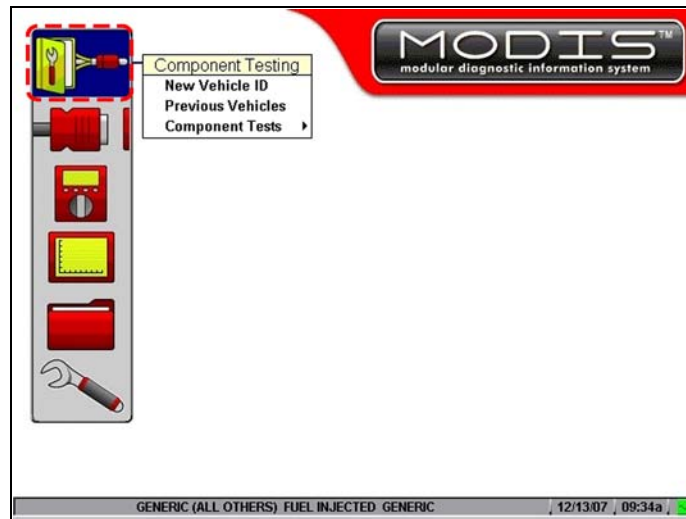 MODIS™
modular diagnostic information system
Component Testing
New Vehicle ID
Previous Vehicles
Component Tests
GENERIC (ALL OTHERS) FUEL INJECTED GENERIC
12/13/07
09:34a